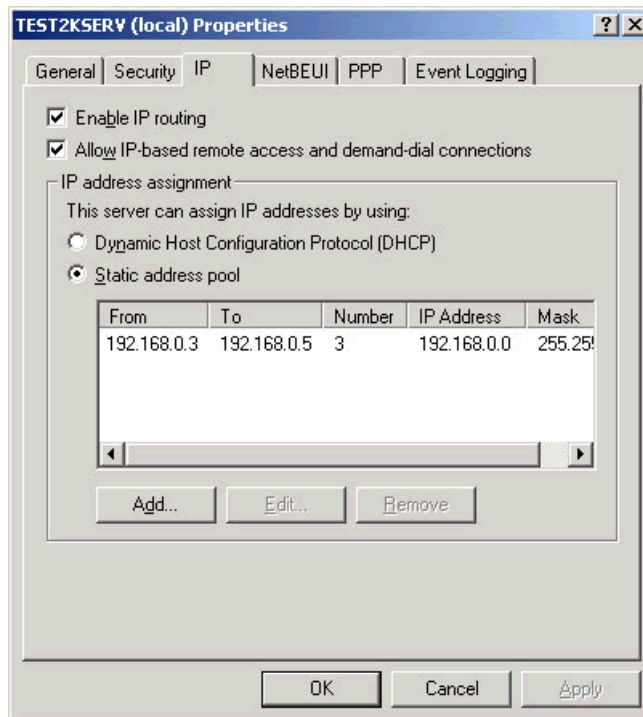 TEST2KSERV (local) Properties
General Security IP NetBEUI PPP Event Logging
Enable IP routing
Allow IP-based remote access and demand-dial connections
IP address assignment
This server can assign IP addresses by using:
Dynamic Host Configuration Protocol (DHCP)
Static address pool
From To Number IP Address Mask
192.168.0.3 192.168.0.5 3 192.168.0.0 255.25
Add... Edit... Remove
OK Cancel Apply